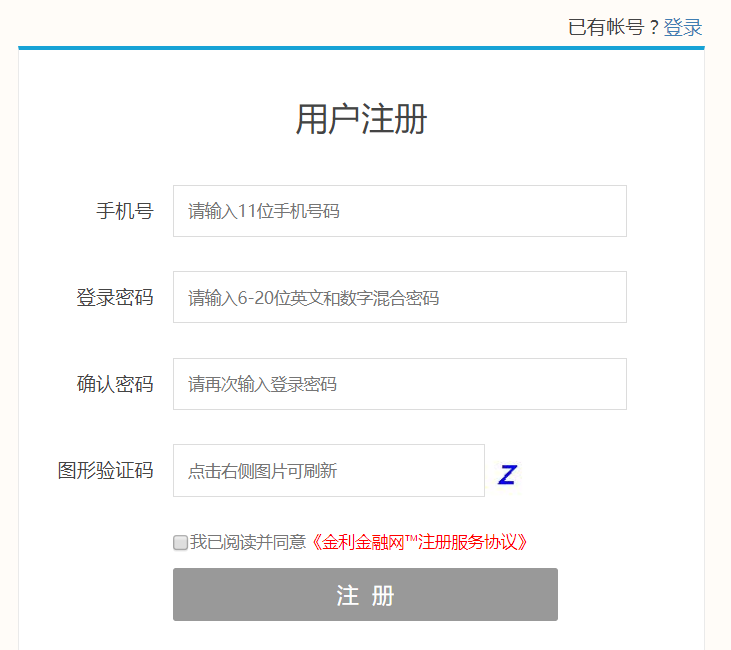 已有帐号？登录
用户注册
手机号 请输入11位手机号码
登录密码 请输入6-20位英文和数字混合密码
确认密码 请再次输入登录密码
图形验证码 点击右侧图片可刷新 Z
我已阅读并同意《金利金融网™注册服务协议》
注 册